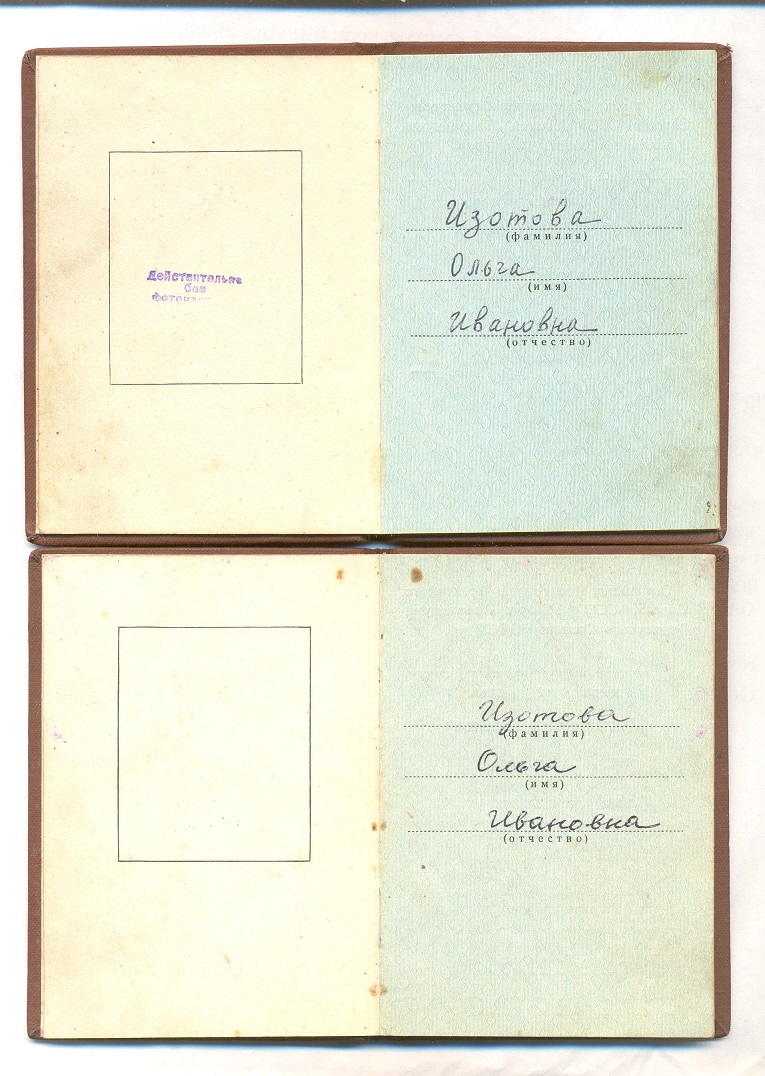 Действительно
без
Изотова
(фамилия)
Ольга
(имя)
Ивановна
(отчество)
Изотова
(фамилия)
Ольга
(имя)
Ивановна
(отчество)